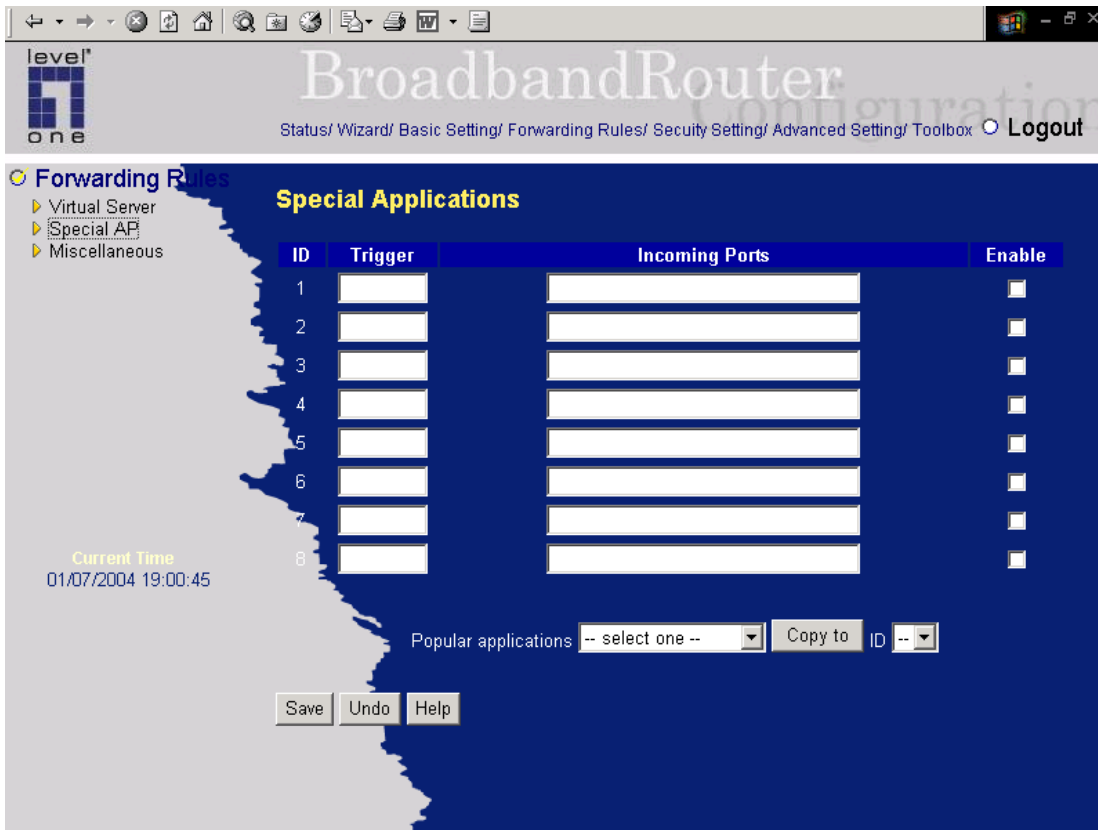 level"
one
BroadbandRouter
Configuration
Status/ Wizard/ Basic Setting/ Forwarding Rules/ Secuity Setting/ Advanced Setting/ Toolbox Logout
Forwarding Rules
Virtual Server
Special AP
Miscellaneous
Current Time
01/07/2004 19:00:45
Special Applications
ID Trigger Incoming Ports Enable
1
2
3
4
5
6
7
8
Popular applications -- select one -- Copy to ID --
Save Undo Help